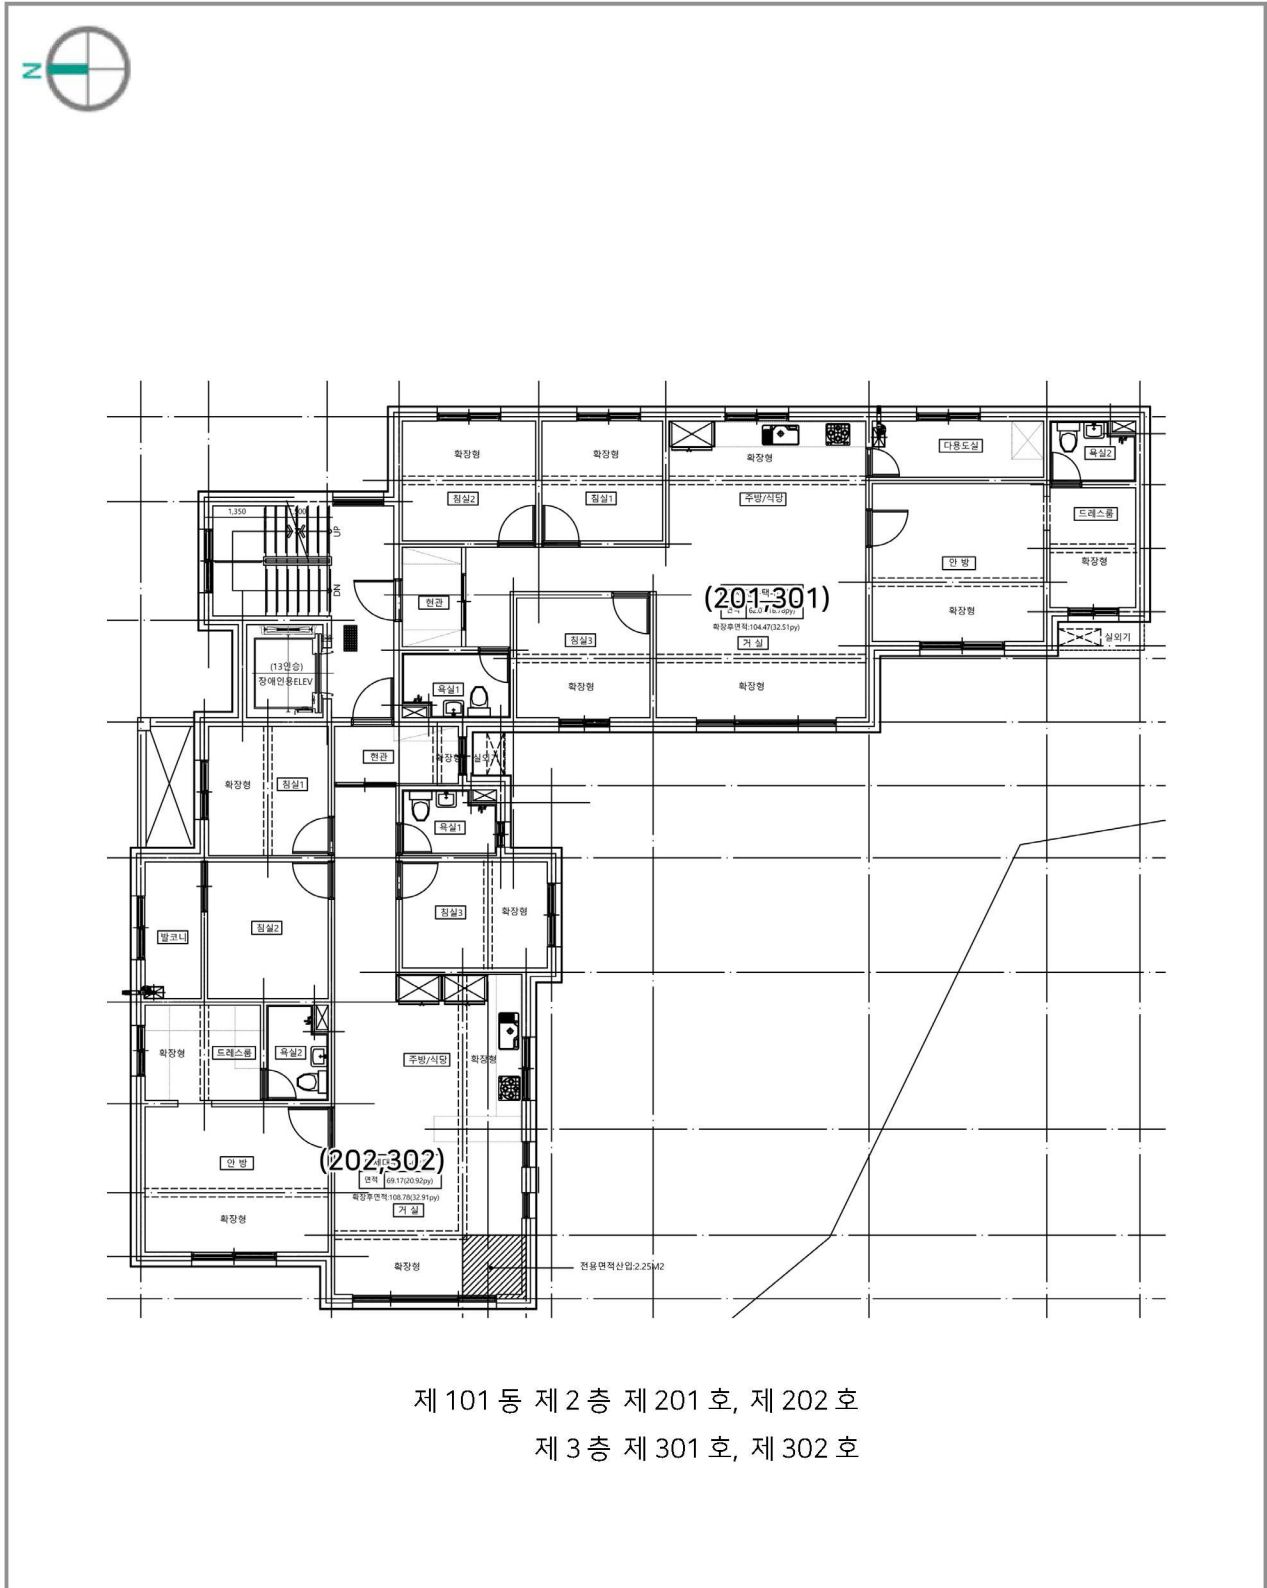 N
확장형
확장형
확장형
다용도실
욕실2
침실2
침실1
주방/식당
드레스룸
1,350
UP
안 방
확장형
DN
현관
(201,301)
확장형
확장후면적:104.47(32.51py)
침실3
거 실
실외기
(13인승)
장애인용ELEV
욕실1
확장형
확장형
현관
확장형
실외기
확장형
침실1
욕실1
침실3
확장형
침실2
발코니
확장형
드레스룸
욕실2
주방/식당
확장형
안 방
(202,302)
면적 69.17(20.92py)
확장후면적:108.78(32.91py)
거 실
확장형
확장형
전용면적산입:2.25M2
제 101 동 제 2 층 제 201 호, 제 202 호
제 3 층 제 301 호, 제 302 호